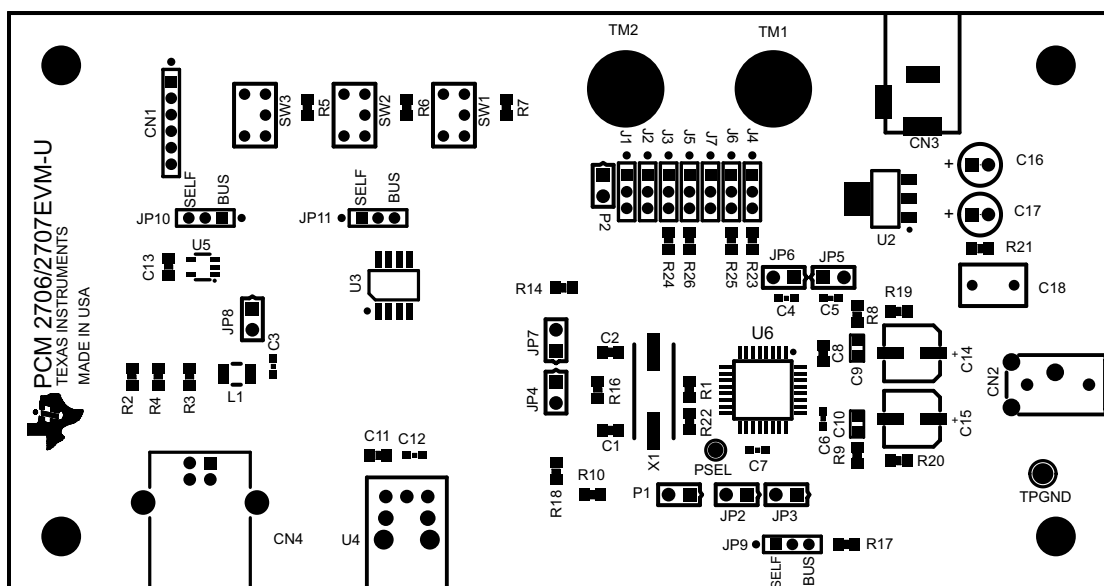 TM2
TM1
CN1
SW3
R5
SW2
R6
SW1
R7
J1
J2
J3
J5
J7
J6
J4
CN3
C16
C17
U2
R21
C18
PCM 2706/2707EVM-U
TEXAS INSTRUMENTS
MADE IN USA
SELF
BUS
JP10
SELF
BUS
JP11
P2
R24
R26
R25
R23
U5
C13
U3
JP6
JP5
C4
C5
R14
JP8
C3
JP7
C2
U6
R8
R19
C8
C9
+
C14
+
+
CN2
R2
R4
R3
L1
JP4
R16
R1
R22
C1
X1
C6
C10
R9
+
C15
R20
C11
C12
PSEL
C7
R18
R10
P1
JP2
JP3
TPGND
CN4
U4
JP9
R17
SELF
BUS